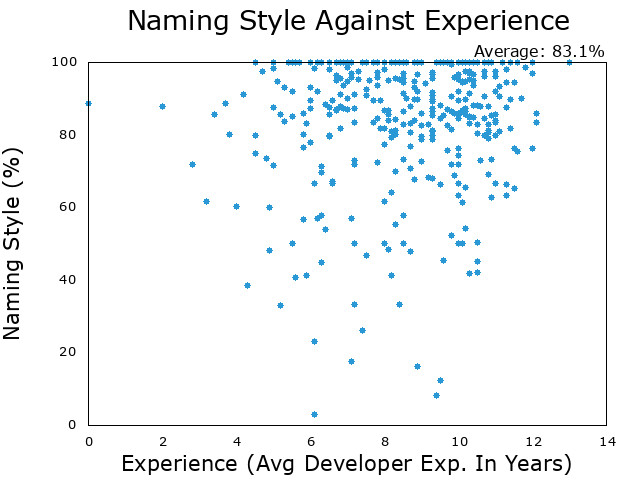 Naming Style Against Experience
Average: 83.1%
Naming Style (%)
100
80
60
40
20
0
0 2 4 6 8 10 12 14
Experience (Avg Developer Exp. In Years)